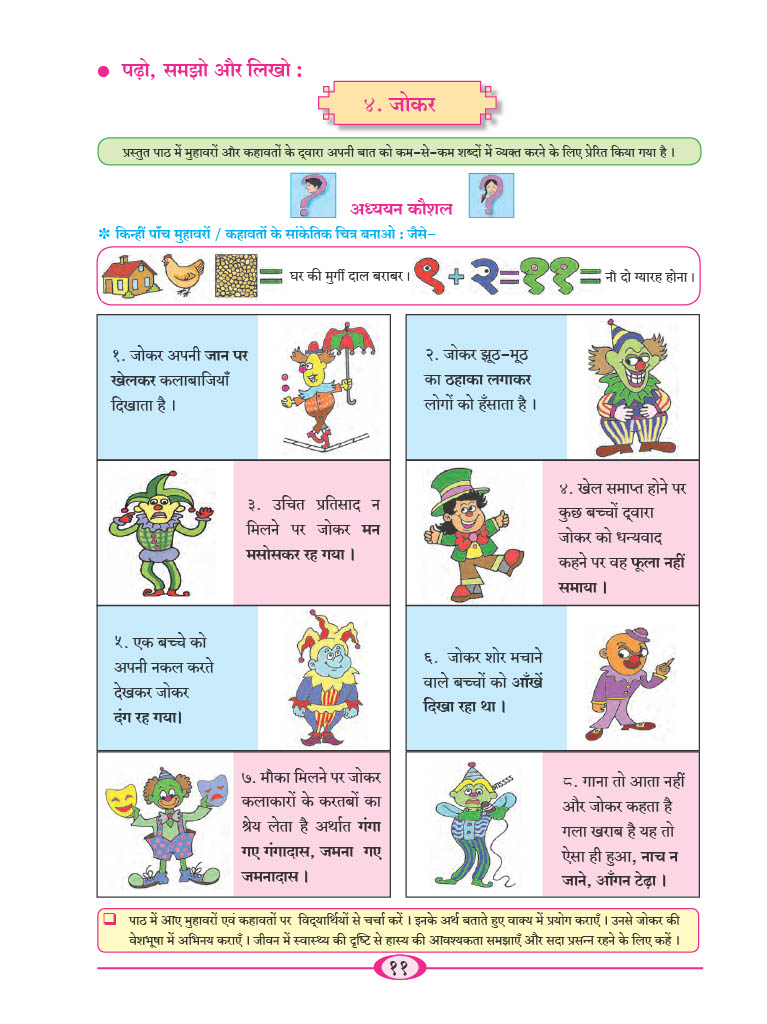 ● पढ़ो, समझो और लिखो :
४. जोकर
प्रस्तुत पाठ में मुहावरों और कहावतों के द्‌वारा अपनी बात को कम-से-कम शब्दों में व्यक्त करने के लिए प्रेरित किया गया है ।
? ?
अध्ययन कौशल
✽ किन्हीं पाँच मुहावरों / कहावतों के सांकेतिक चित्र बनाओ : जैसे-
= घर की मुर्गी दाल बराबर । १ + २ = ११ = नौ दो ग्यारह होना ।
१. जोकर अपनी जान पर
खेलकर कलाबाजियाँ
दिखाता है ।
२. जोकर झूठ-मूठ
का ठहाका लगाकर
लोगों को हँसाता है ।
३. उचित प्रतिसाद न
मिलने पर जोकर मन
मसोसकर रह गया ।
४. खेल समाप्त होने पर
कुछ बच्चों द्‌वारा
जोकर को धन्यवाद
कहने पर वह फूला नहीं
समाया ।
५. एक बच्चे को
अपनी नकल करते
देखकर जोकर
दंग रह गया।
६. जोकर शोर मचाने
वाले बच्चों को आँखें
दिखा रहा था ।
७. मौका मिलने पर जोकर
कलाकारों के करतबों का
श्रेय लेता है अर्थात गंगा
गए गंगादास, जमना गए
जमनादास ।
८. गाना तो आता नहीं
और जोकर कहता है
गला खराब है यह तो
ऐसा ही हुआ, नाच न
जाने, आँगन टेढ़ा ।
❑ पाठ में आए मुहावरों एवं कहावतों पर विद्‌यार्थियों से चर्चा करें । इनके अर्थ बताते हुए वाक्य में प्रयोग कराएँ । उनसे जोकर की
वेशभूषा में अभिनय कराएँ । जीवन में स्वास्थ्य की दृष्टि से हास्य की आवश्यकता समझाएँ और सदा प्रसन्न रहने के लिए कहें ।
११